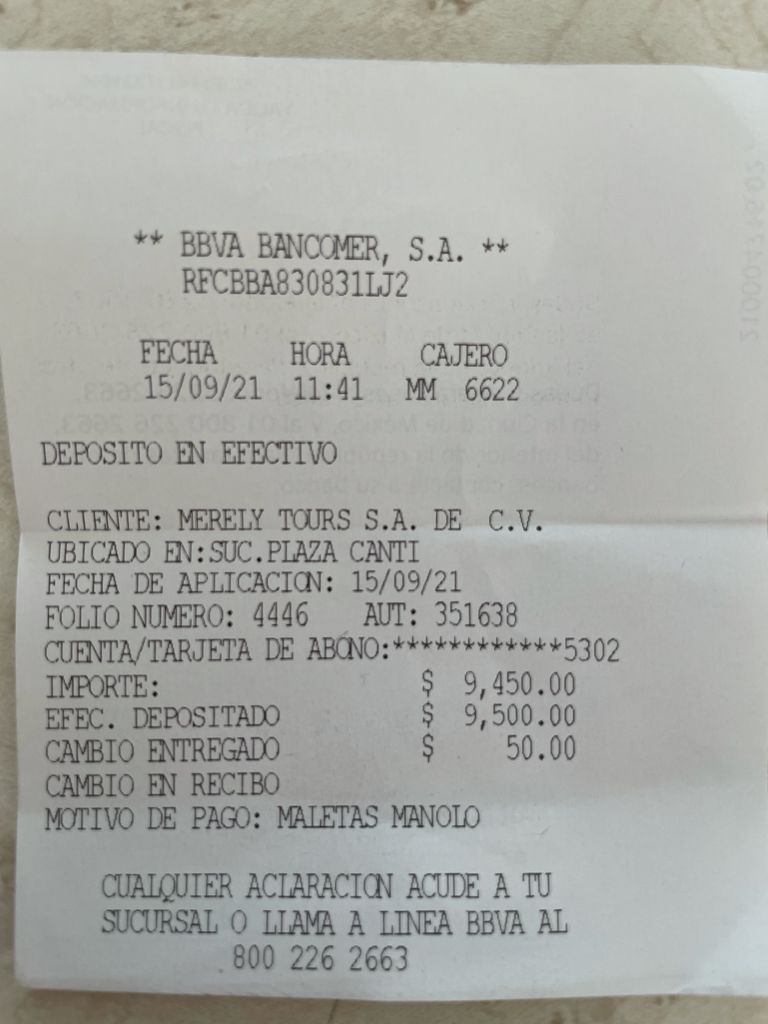 ** BBVA BANCOMER, S.A. **
RFCBBA830831LJ2
FECHA HORA CAJERO
15/09/21 11:41 MM 6622
DEPOSITO EN EFECTIVO
CLIENTE: MERELY TOURS S.A. DE C.V.
UBICADO EN:SUC.PLAZA CANTI
FECHA DE APLICACION: 15/09/21
FOLIO NUMERO: 4446 AUT: 351638
CUENTA/TARJETA DE ABONO:************5302
IMPORTE: $ 9,450.00
EFEC. DEPOSITADO $ 9,500.00
CAMBIO ENTREGADO $ 50.00
CAMBIO EN RECIBO
MOTIVO DE PAGO: MALETAS MANOLO
CUALQUIER ACLARACION ACUDE A TU
SUCURSAL O LLAMA A LINEA BBVA AL
800 226 2663